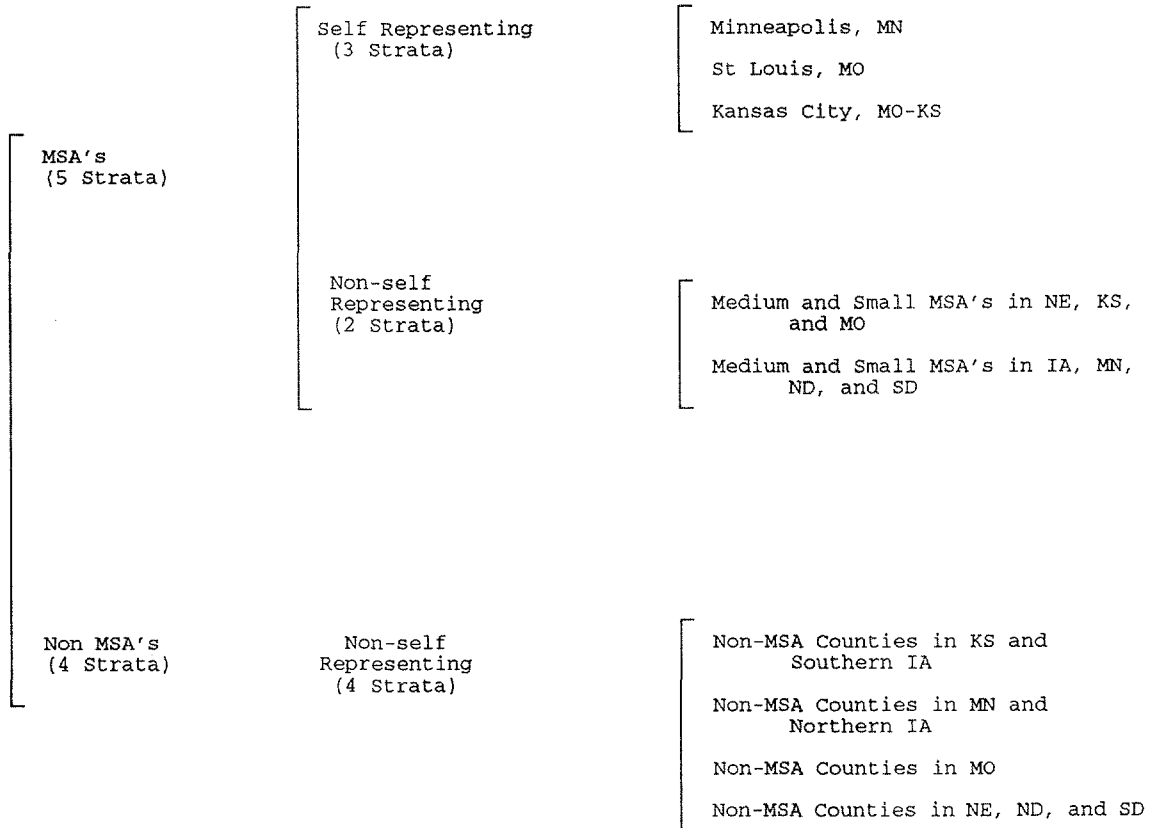 MSA's
(5 Strata)
Self Representing
(3 Strata)
Minneapolis, MN
St Louis, MO
Kansas City, MO-KS
Non-self
Representing
(2 Strata)
Medium and Small MSA's in NE, KS,
and MO
Medium and Small MSA's in IA, MN,
ND, and SD
Non MSA's
(4 Strata)
Non-self
Representing
(4 Strata)
Non-MSA Counties in KS and
Southern IA
Non-MSA Counties in MN and
Northern IA
Non-MSA Counties in MO
Non-MSA Counties in NE, ND, and SD